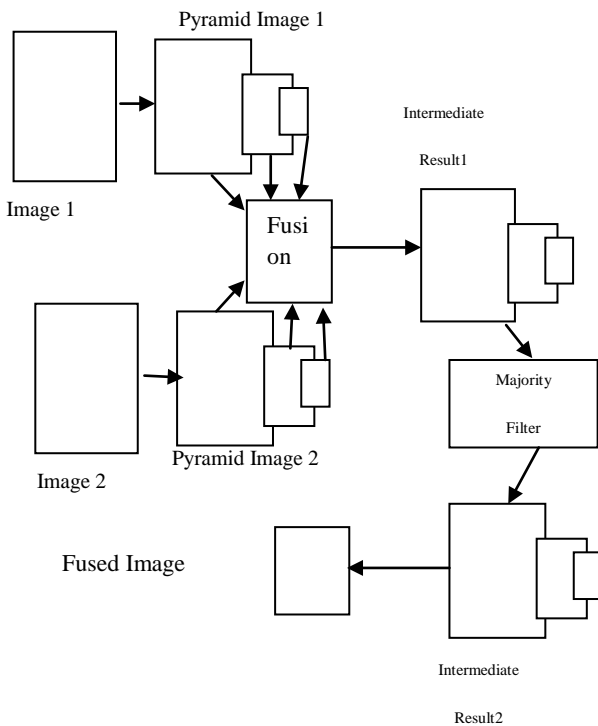 Pyramid Image 1
Intermediate
Result1
Image 1
Fusi
on
Majority
Filter
Pyramid Image 2
Image 2
Fused Image
Intermediate
Result2